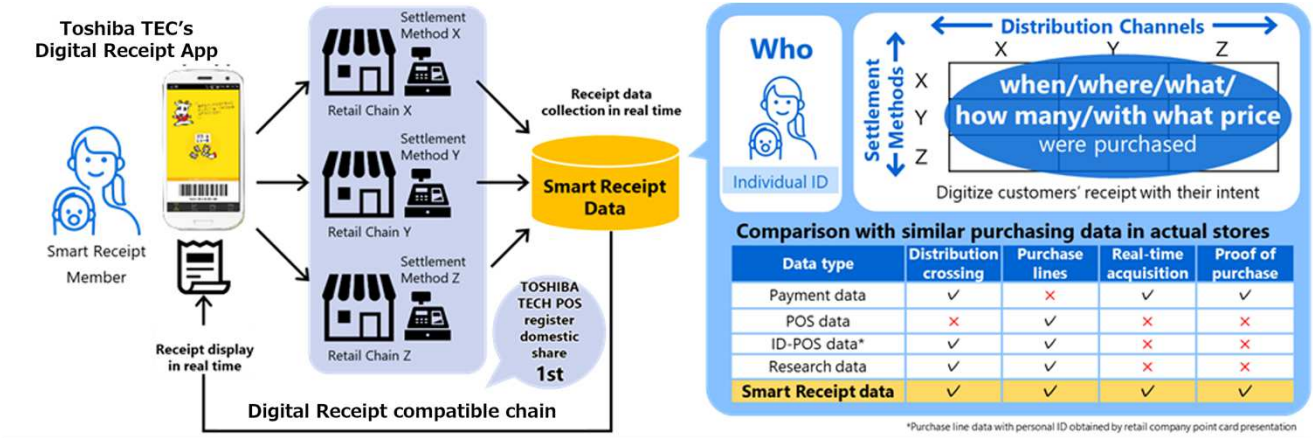 Toshiba TEC's
Digital Receipt App
Smart Receipt
Member
Receipt display
in real time
Settlement
Method X
Retail Chain X
Settlement
Method Y
Retail Chain Y
Settlement
Method Z
Retail Chain Z
TOSHIBA
TECH POS
register
domestic
share
1st
Digital Receipt compatible chain
Receipt data
collection in real time
Smart Receipt
Data
Who
Individual ID
Distribution Channels
X Y Z
Settlement
Methods
X
Y
Z
when/where/what/
how many/with what price
were purchased
Digitize customers' receipt with their intent
Comparison with similar purchasing data in actual stores
Data type Distribution crossing Purchase lines Real-time acquisition Proof of purchase
Payment data ✓ × ✓ ✓
POS data × ✓ × ×
ID-POS data* ✓ ✓ × ×
Research data ✓ ✓ × ×
Smart Receipt data ✓ ✓ ✓ ✓
*Purchase line data with personal ID obtained by retail company point card presentation